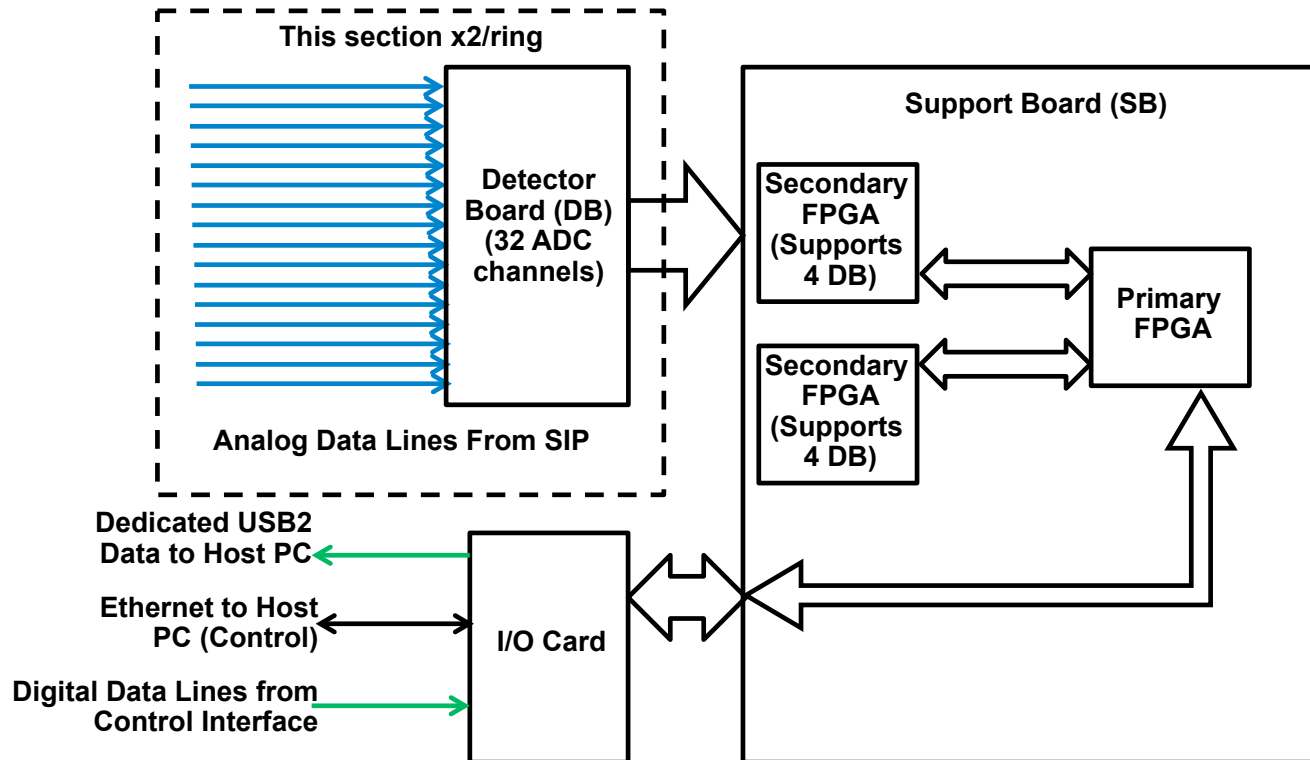 This section x2/ring
Detector
Board (DB)
(32 ADC
channels)
Analog Data Lines From SIP
Support Board (SB)
Secondary
FPGA
(Supports
4 DB)
Secondary
FPGA
(Supports
4 DB)
Primary
FPGA
Dedicated USB2
Data to Host PC
Ethernet to Host
PC (Control)
Digital Data Lines from
Control Interface
I/O Card